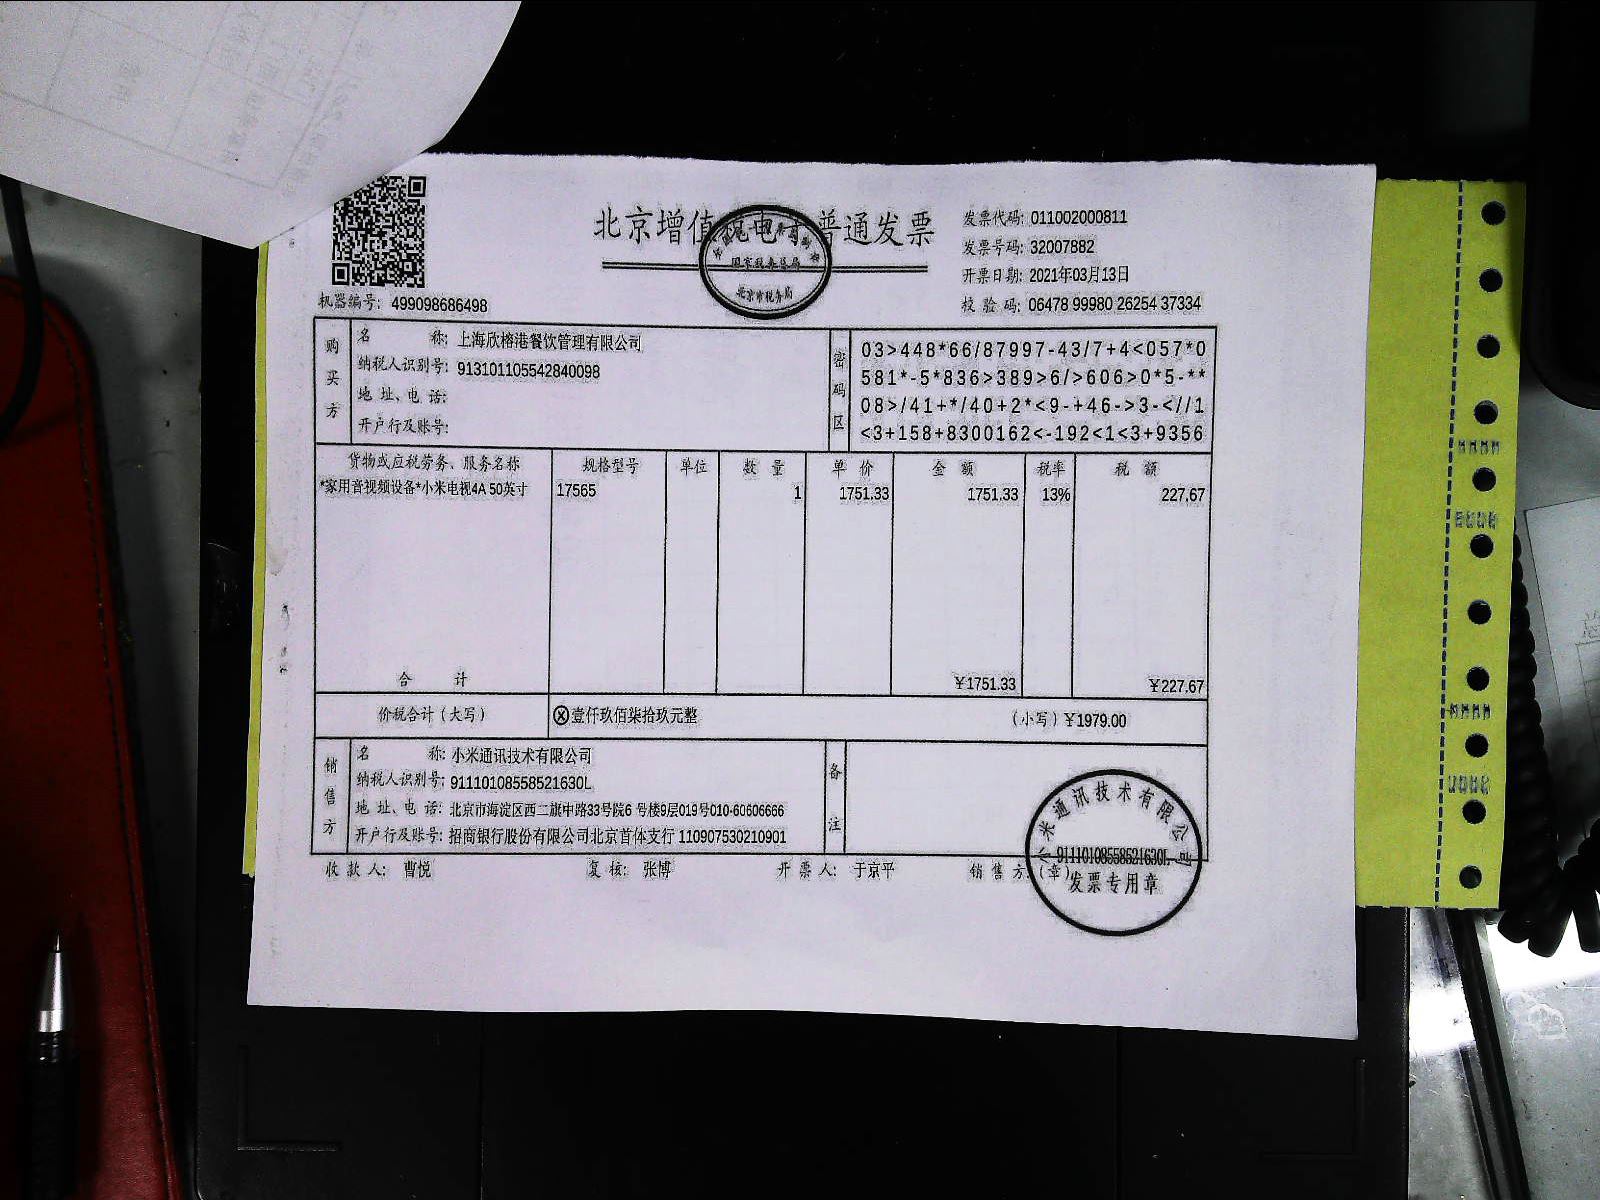 北京增值税电子普通发票
国家税务总局
北京市税务局
发票代码: 011002000811
发票号码: 32007882
开票日期: 2021年03月13日
校 验 码: 06478 99980 26254 37334
机器编号: 499098686498
购买方
名 称: 上海欣榕港餐饮管理有限公司
纳税人识别号: 913101105542840098
地 址、电 话:
开户行及账号:
密码区
03>448*66/87997-43/7+4<057*0
581*-5*836>389>6/>606>0*5-**
08>/41+*/40+2*<9-+46->3-<//1
<3+158+8300162<-192<1<3+9356
货物或应税劳务、服务名称 规格型号 单位 数 量 单 价 金 额 税率 税 额
*家用音视频设备*小米电视4A 50英寸 17565 1 1751.33 1751.33 13% 227.67
合 计 ¥1751.33 ¥227.67
价税合计（大写） ⊗壹仟玖佰柒拾玖元整 （小写）¥1979.00
销售方
名 称: 小米通讯技术有限公司
纳税人识别号: 91110108558521630L
地 址、电 话: 北京市海淀区西二旗中路33号院6 号楼9层019号010-60606666
开户行及账号: 招商银行股份有限公司北京首体支行 110907530210901
备注
收 款 人: 曹悦 复 核: 张博 开 票 人: 于京平 销 售 方:（章）
小米通讯技术有限公司
91110108558521630L
发票专用章